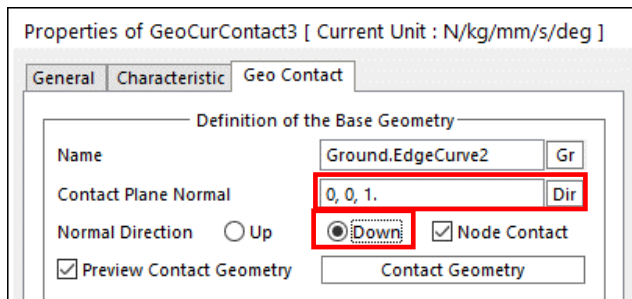 Properties of GeoCurContact3 [ Current Unit : N/kg/mm/s/deg ]
General Characteristic Geo Contact
Definition of the Base Geometry
Name Ground.EdgeCurve2 Gr
Contact Plane Normal 0, 0, 1. Dir
Normal Direction Up Down Node Contact
Preview Contact Geometry Contact Geometry